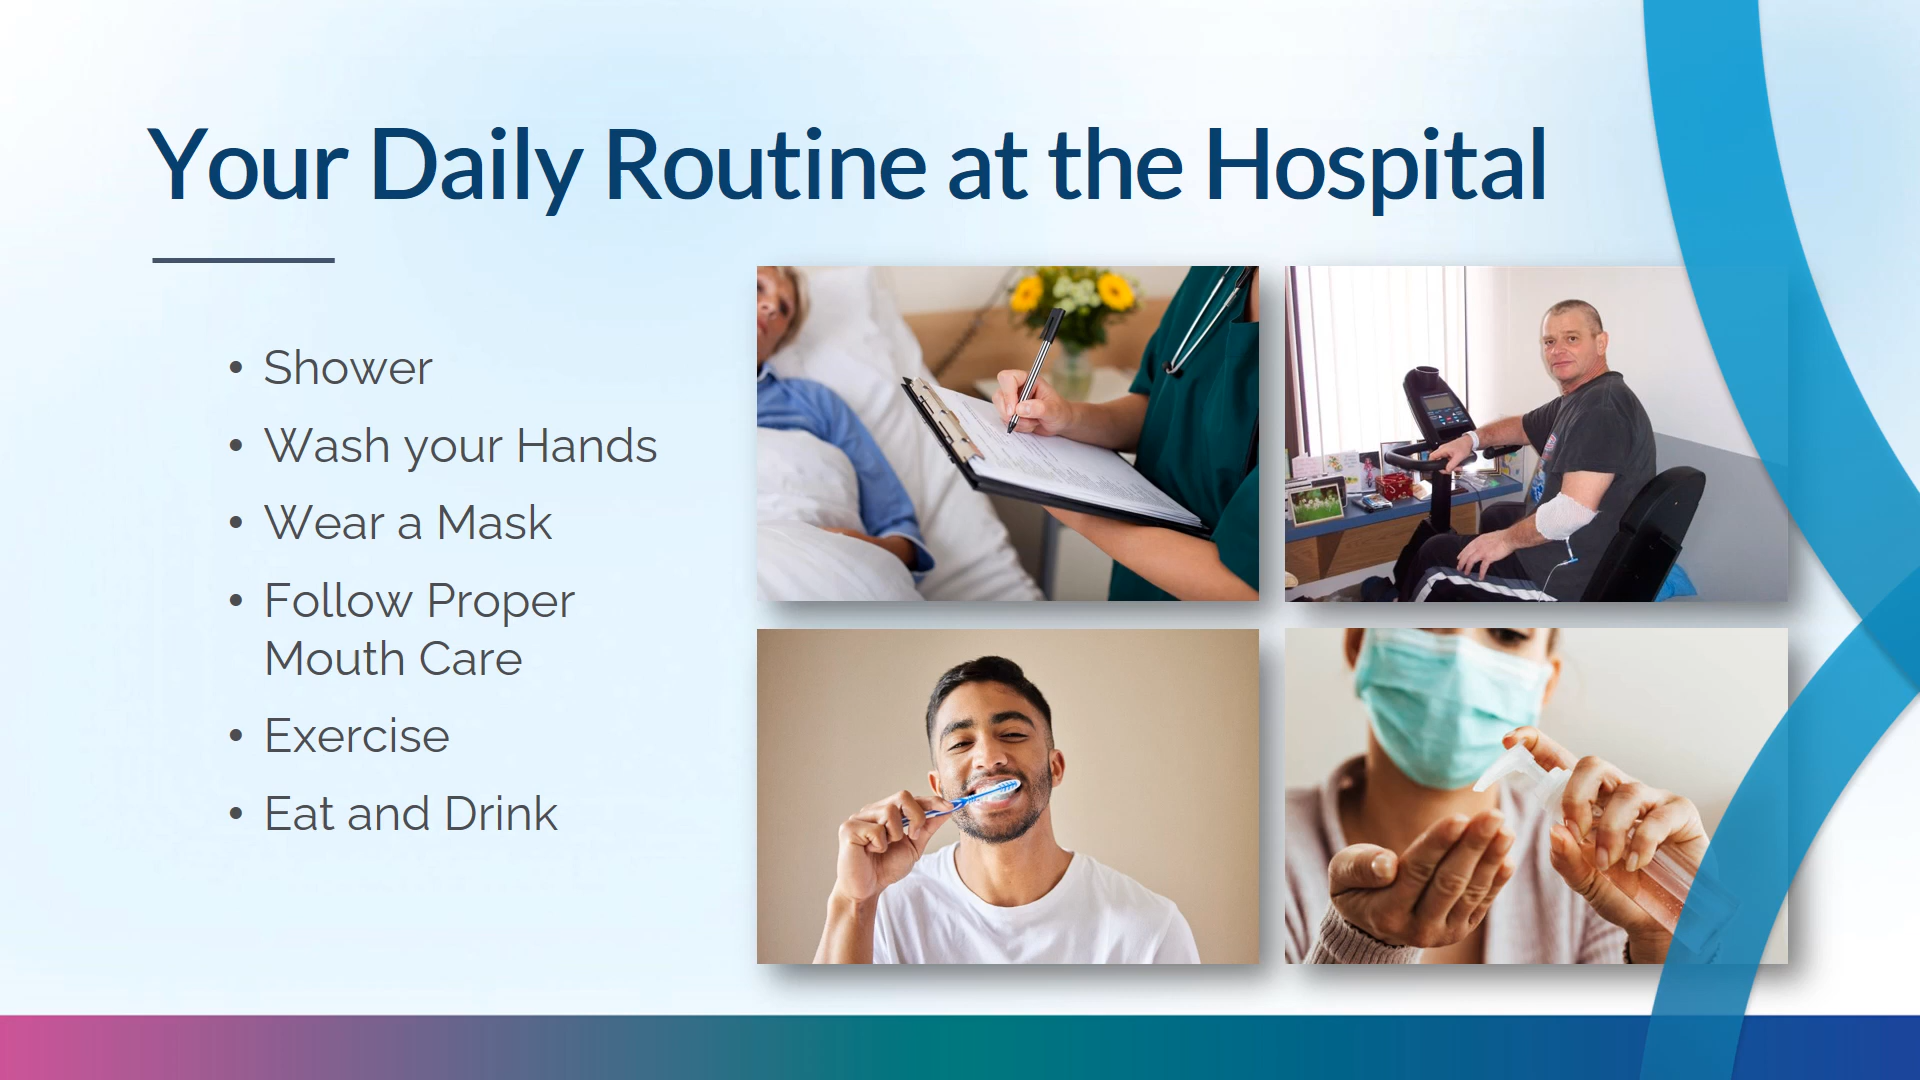 Your Daily Routine at the Hospital
• Shower
• Wash your Hands
• Wear a Mask
• Follow Proper
Mouth Care
• Exercise
• Eat and Drink